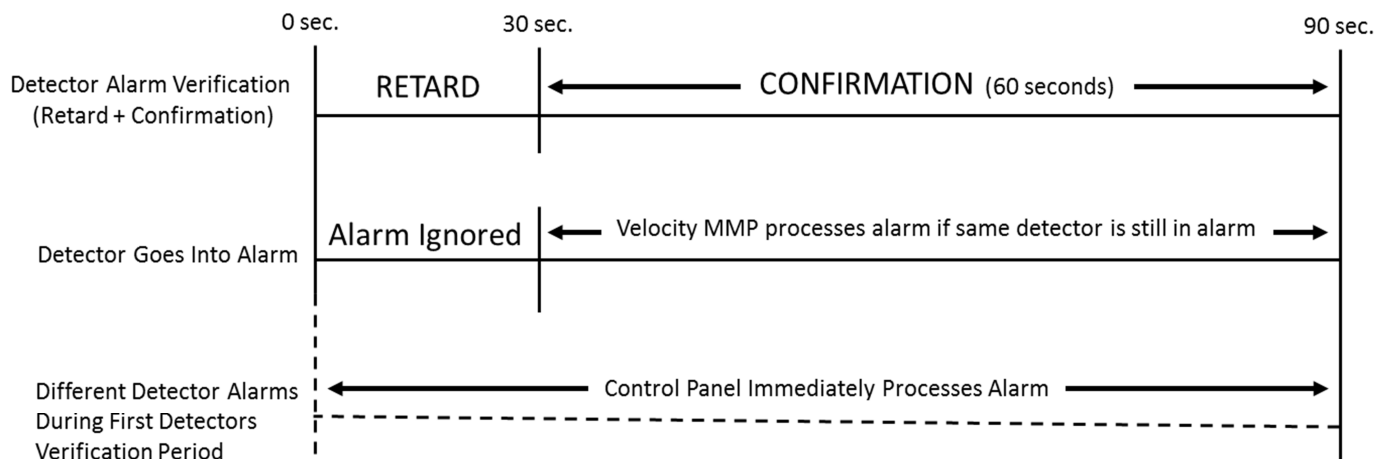 0 sec.
30 sec.
90 sec.
Detector Alarm Verification
(Retard + Confirmation)
RETARD
CONFIRMATION (60 seconds)
Detector Goes Into Alarm
Alarm Ignored
Velocity MMP processes alarm if same detector is still in alarm
Different Detector Alarms
During First Detectors
Verification Period
Control Panel Immediately Processes Alarm